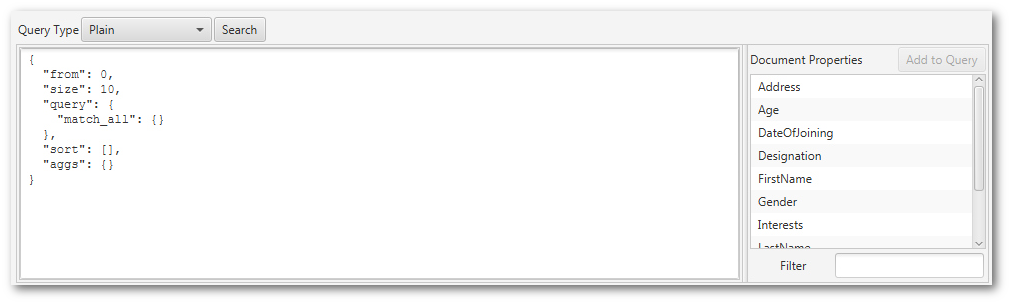 Query Type Plain Search
{
  "from": 0,
  "size": 10,
  "query": {
    "match_all": {}
  },
  "sort": [],
  "aggs": {}
}
Document Properties Add to Query
Address
Age
DateOfJoining
Designation
FirstName
Gender
Interests
LastName
Filter